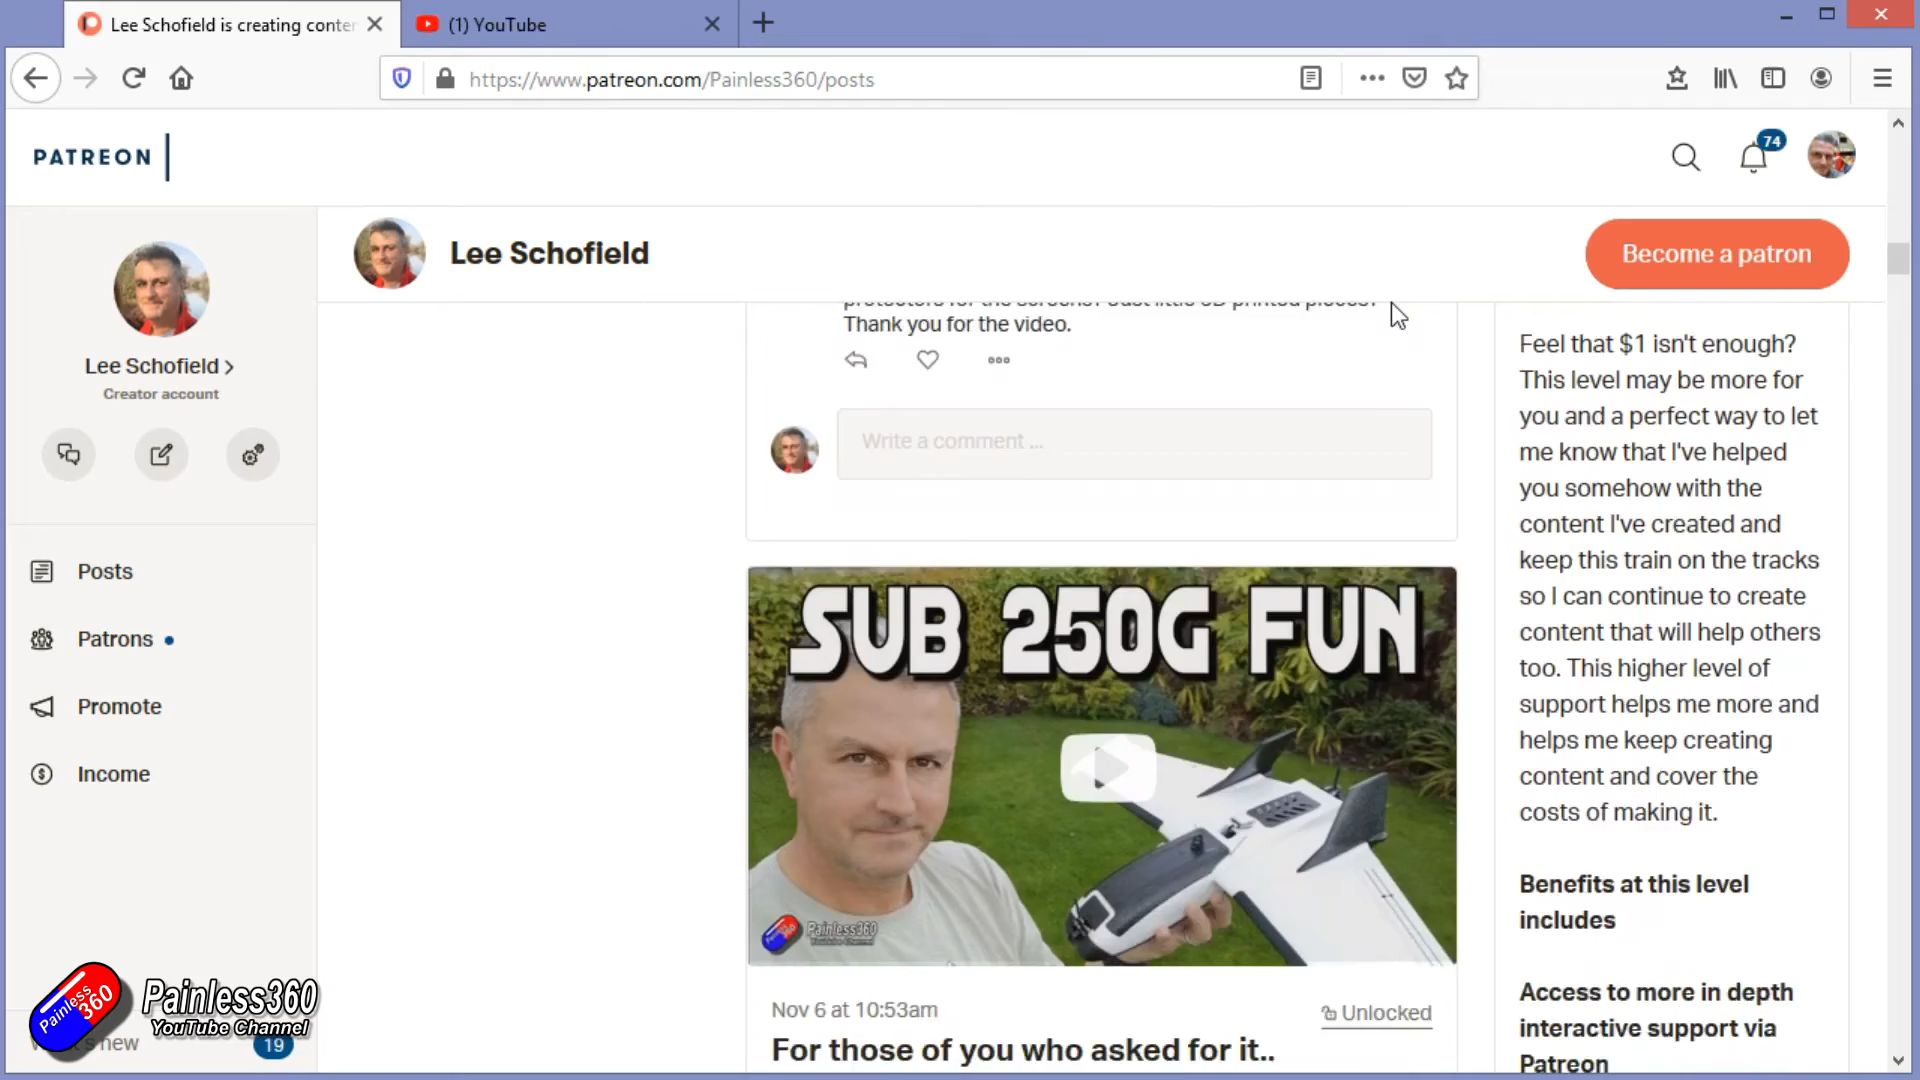 Lee Schofield is creating conter
(1) YouTube
https://www.patreon.com/Painless360/posts
PATREON
74
Lee Schofield
Become a patron
Lee Schofield
Creator account
Posts
Patrons
Promote
Income
19
Painless360
YouTube Channel
Painless
360
Thank you for the video.
Write a comment ...
SUB 250G FUN
Painless360
YouTube Channel
Nov 6 at 10:53am
Unlocked
For those of you who asked for it..
Feel that $1 isn't enough?
This level may be more for
you and a perfect way to let
me know that I've helped
you somehow with the
content I've created and
keep this train on the tracks
so I can continue to create
content that will help others
too. This higher level of
support helps me more and
helps me keep creating
content and cover the
costs of making it.
Benefits at this level
includes
Access to more in depth
interactive support via
Patreon